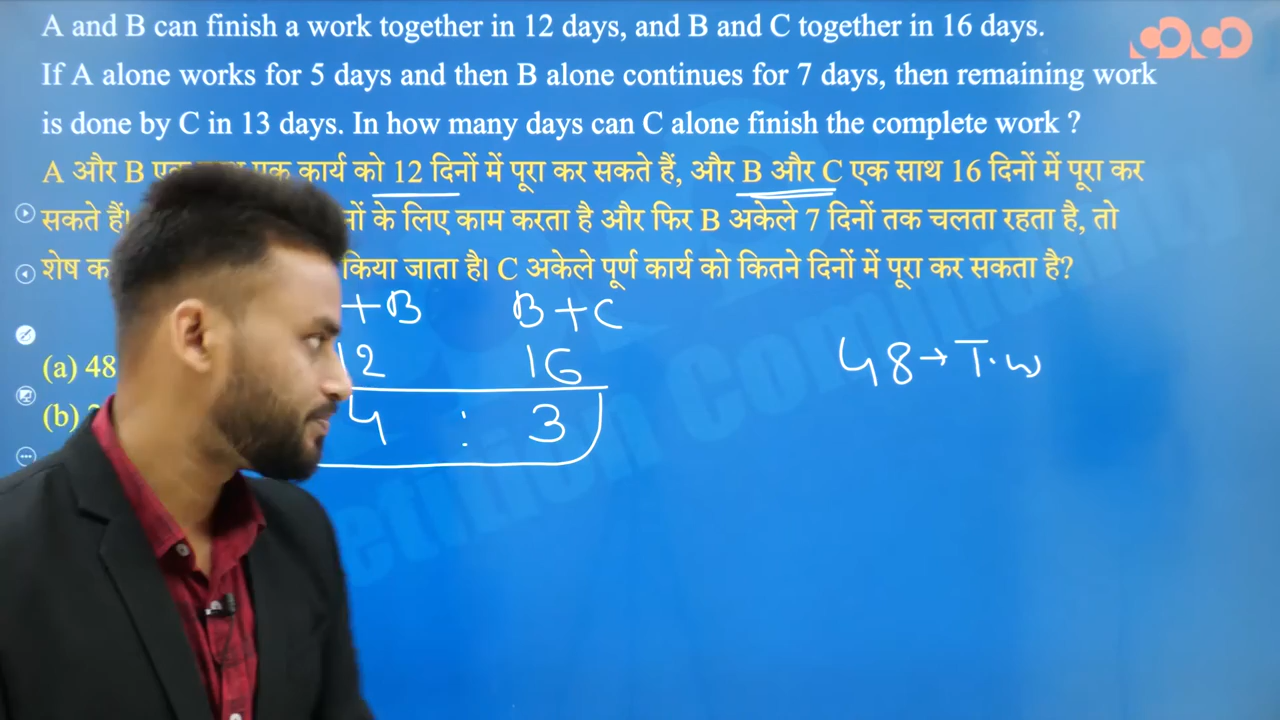 A and B can finish a work together in 12 days, and B and C together in 16 days.
If A alone works for 5 days and then B alone continues for 7 days, then remaining work
is done by C in 13 days. In how many days can C alone finish the complete work ?
A और B एक कार्य को 12 दिनों में पूरा कर सकते हैं, और B और C एक साथ 16 दिनों में पूरा कर
सकते हैं। के लिए काम करता है और फिर B अकेले 7 दिनों तक चलता रहता है, तो
शेष किया जाता है। C अकेले पूर्ण कार्य को कितने दिनों में पूरा कर सकता है?
+B B+C
12 16 48→T.W
(a) 48
4 : 3
(b)